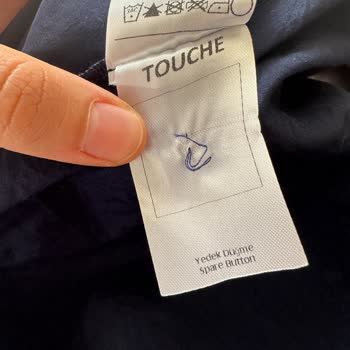 TOUCHE
Yedek Düğme
spare Button